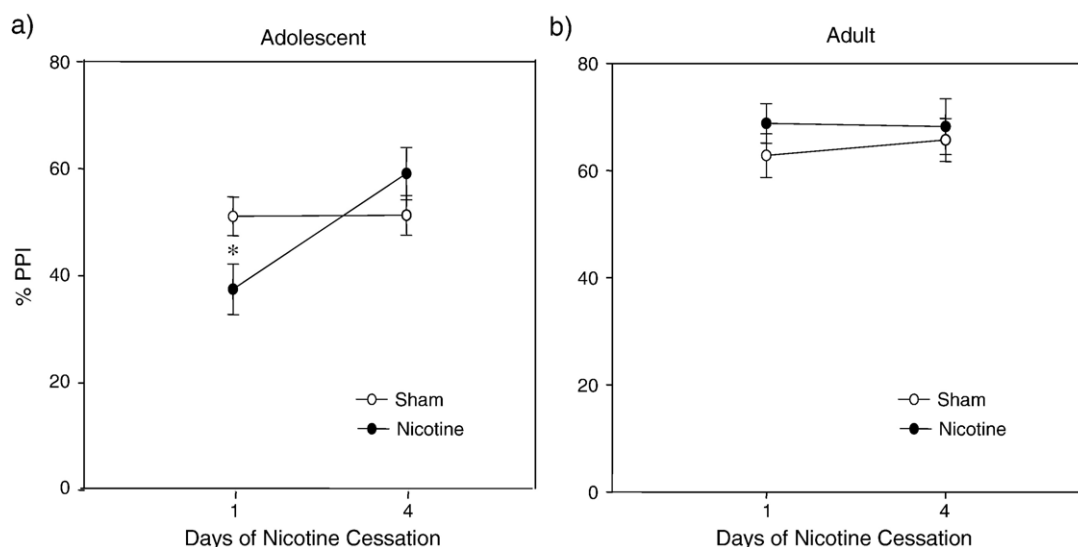 a)
Adolescent
80
60
40
20
0
% PPI
*
Sham
Nicotine
1
4
Days of Nicotine Cessation
b)
Adult
80
60
40
20
0
Sham
Nicotine
1
4
Days of Nicotine Cessation